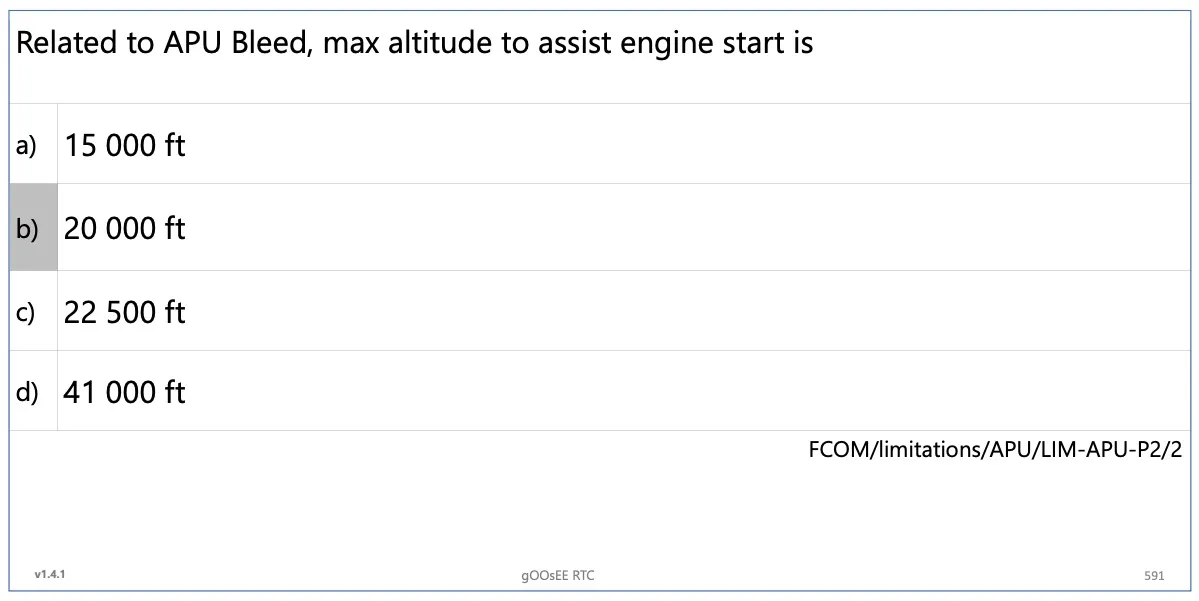 Related to APU Bleed, max altitude to assist engine start is
a) 15 000 ft
b) 20 000 ft
c) 22 500 ft
d) 41 000 ft
FCOM/limitations/APU/LIM-APU-P2/2
v1.4.1 gOOsEE RTC 591